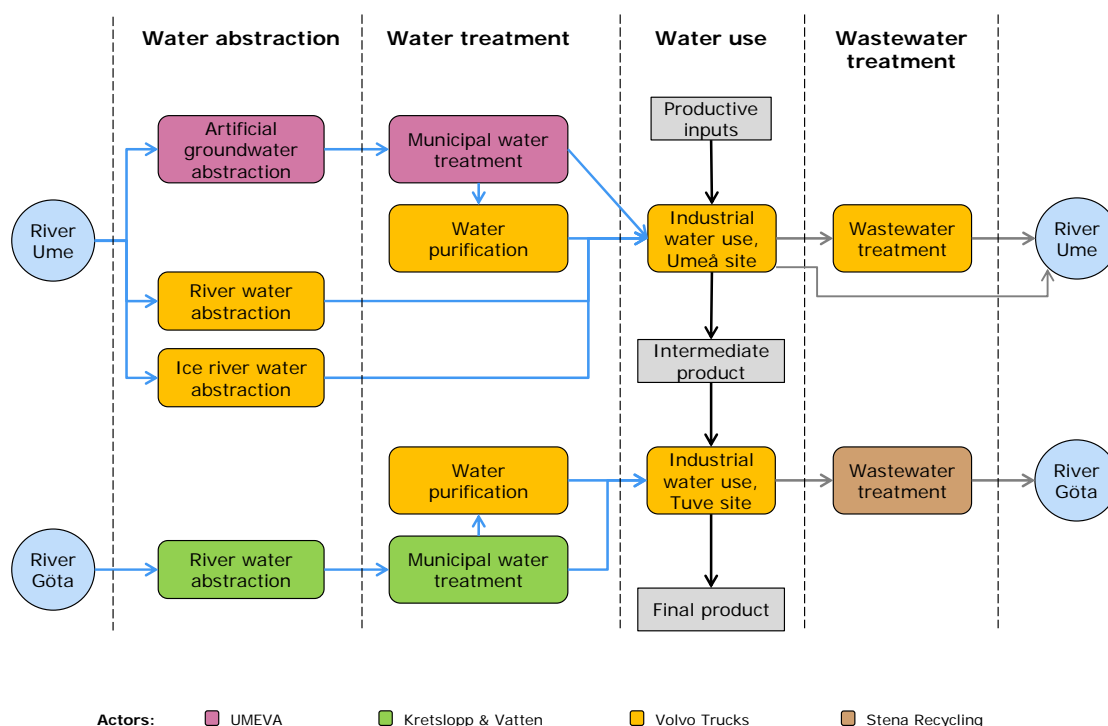 Water abstraction
Water treatment
Water use
Wastewater
treatment
Productive
inputs
Artificial
groundwater
abstraction
Municipal water
treatment
River
Ume
Water
purification
Industrial
water use,
Umeå site
Wastewater
treatment
River
Ume
River water
abstraction
Ice river water
abstraction
Intermediate
product
Water
purification
Industrial
water use,
Tuve site
Wastewater
treatment
River
Göta
River
Göta
River water
abstraction
Municipal water
treatment
Final product
Actors:
UMEVA
Kretslopp & Vatten
Volvo Trucks
Stena Recycling